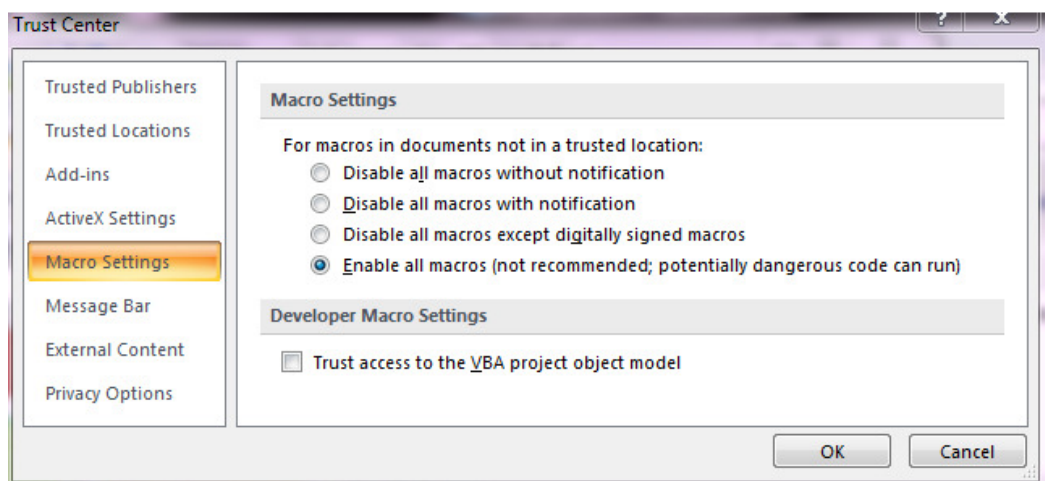 Trust Center
? X
Trusted Publishers
Trusted Locations
Add-ins
ActiveX Settings
Macro Settings
Message Bar
External Content
Privacy Options
Macro Settings
For macros in documents not in a trusted location:
Disable all macros without notification
Disable all macros with notification
Disable all macros except digitally signed macros
Enable all macros (not recommended; potentially dangerous code can run)
Developer Macro Settings
Trust access to the VBA project object model
OK Cancel